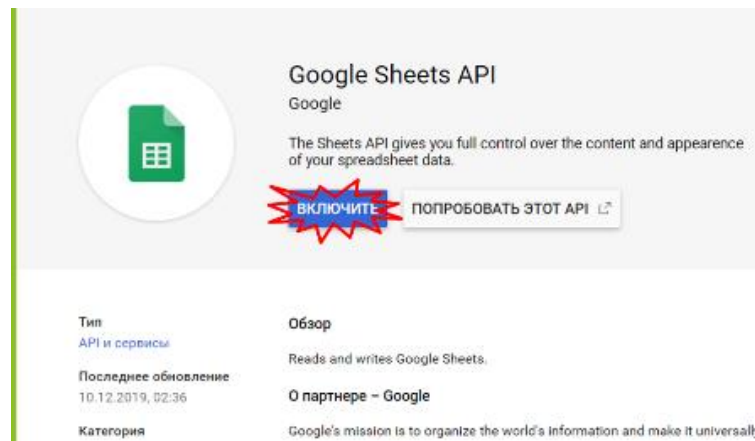 Google Sheets API
Google
The Sheets API gives you full control over the content and appearence
of your spreadsheet data.
ВКЛЮЧИТЕ
ПОПРОБОВАТЬ ЭТОТ API
Тип
API и сервисы
Последнее обновление
10.12.2019, 02:36
Категория
Обзор
Reads and writes Google Sheets.
О партнере – Google
Google's mission is to organize the world's information and make it universally